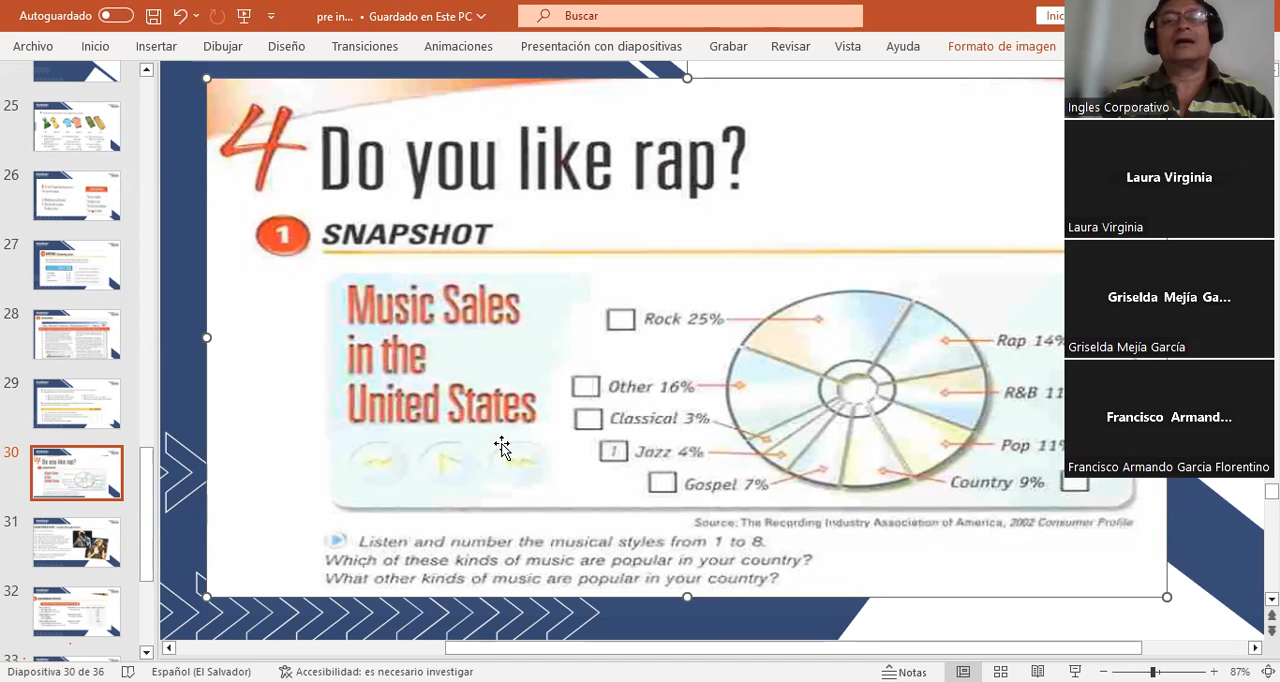 Autoguardado
pre in... • Guardado en Este PC
Buscar
Inic
Archivo Inicio Insertar Dibujar Diseño Transiciones Animaciones Presentación con diapositivas Grabar Revisar Vista Ayuda Formato de imagen
Ingles Corporativo
Laura Virginia
Laura Virginia
Griselda Mejía Ga...
Griselda Mejía García
Francisco Armand...
Francisco Armando García Florentino
25
26
27
28
29
30
31
32
33
4 Do you like rap?
1 SNAPSHOT
Music Sales
in the
United States
Rock 25%
Other 16%
Classical 3%
1 Jazz 4%
Gospel 7%
Rap 14%
R&B 11
Pop 11%
Country 9%
Source: The Recording Industry Association of America, 2002 Consumer Profile
Listen and number the musical styles from 1 to 8.
Which of these kinds of music are popular in your country?
What other kinds of music are popular in your country?
Diapositiva 30 de 36 Español (El Salvador) Accesibilidad: es necesario investigar Notas 87%